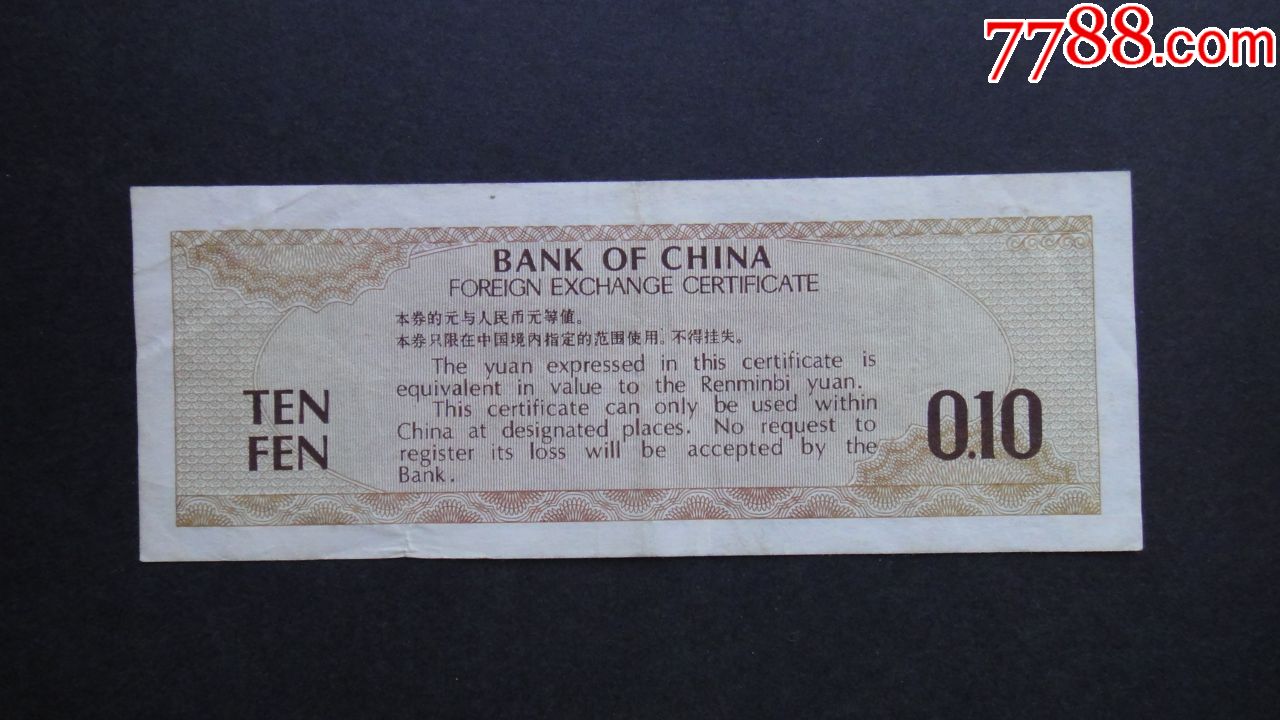 7788.com
BANK OF CHINA
FOREIGN EXCHANGE CERTIFICATE
本券的元与人民币元等值。
本券只限在中国境内指定的范围使用。不得挂失。
The yuan expressed in this certificate is
equivalent in value to the Renminbi yuan.
This certificate can only be used within
China at designated places. No request to
register its loss will be accepted by the
Bank.
TEN
FEN
0.10